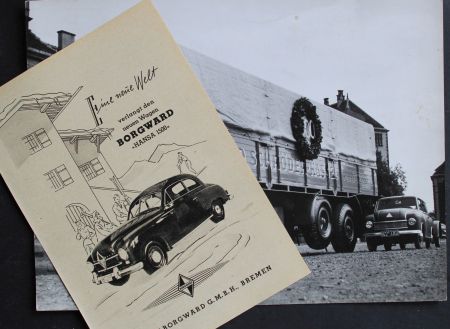 Eine neue Welt
verlangt den
neuen Wagen
BORGWARD
«HANSA 1500»
BORGWARD G.M.B.H., BREMEN